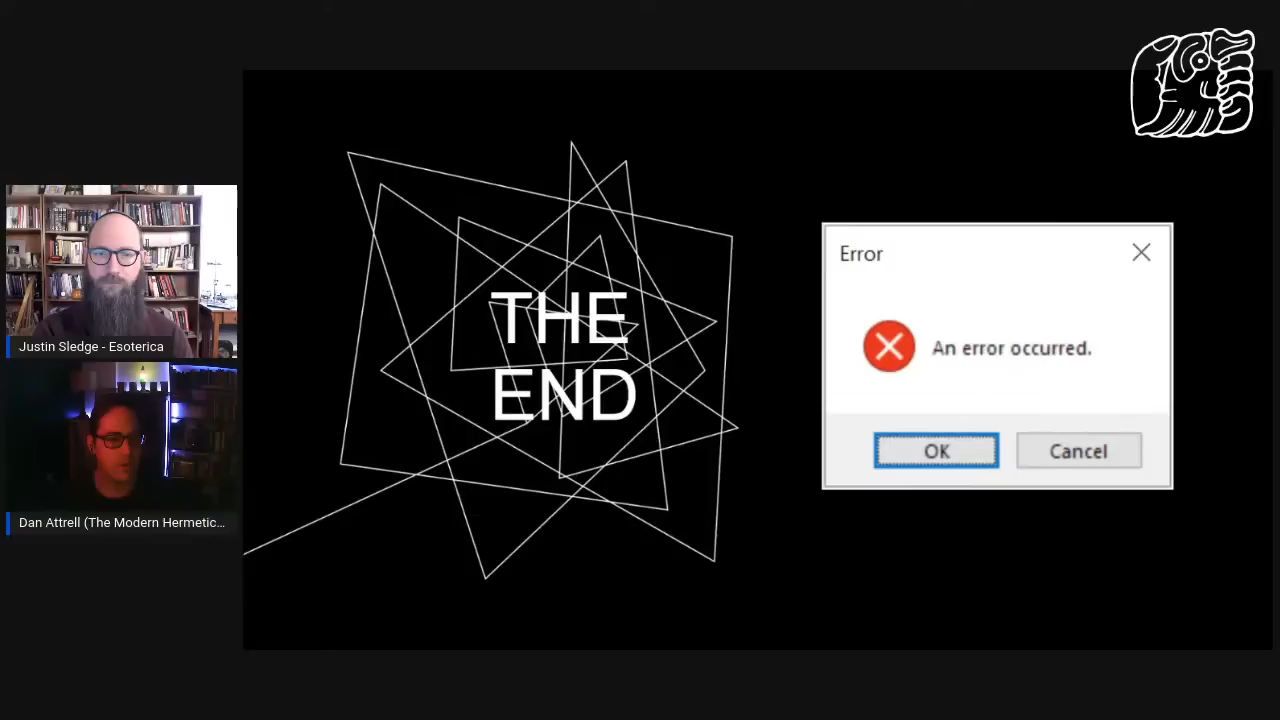 Justin Sledge - Esoterica
Dan Attrell (The Modern Hermetic...
THE
END
Error
An error occurred.
OK
Cancel